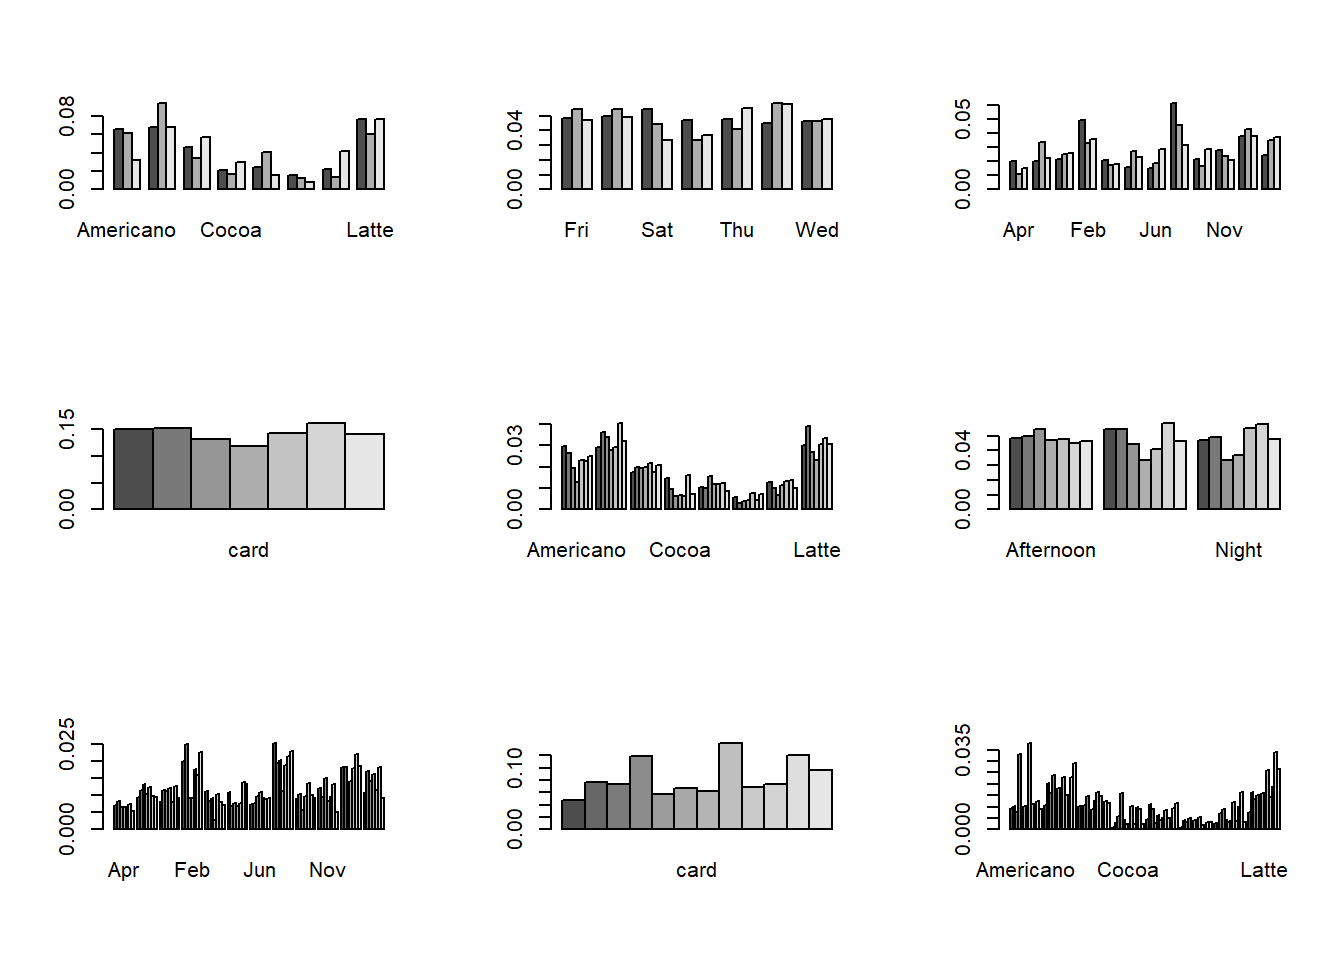 0.00 0.08
Americano Cocoa Latte
0.00 0.04
Fri Sat Thu Wed
0.00 0.05
Apr Feb Jun Nov
0.00 0.15
card
0.00 0.03
Americano Cocoa Latte
0.00 0.04
Afternoon Night
0.000 0.025
Apr Feb Jun Nov
0.00 0.10
card
0.000 0.035
Americano Cocoa Latte